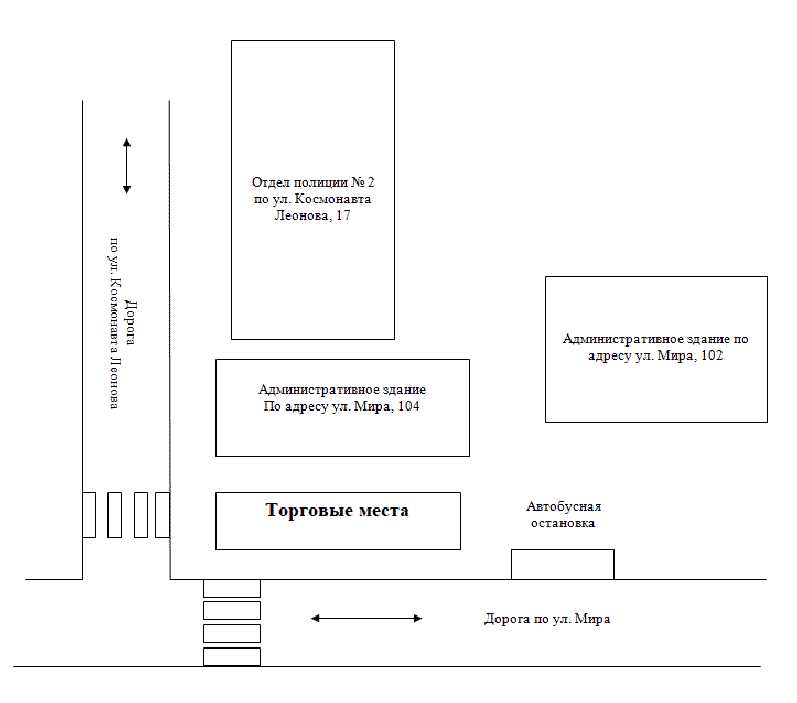 Отдел полиции № 2
по ул. Космонавта
Леонова, 17
Дорога
по ул. Космонавта Леонова
Административное здание по
адресу ул. Мира, 102
Административное здание
По адресу ул. Мира, 104
Торговые места
Автобусная
остановка
Дорога по ул. Мира